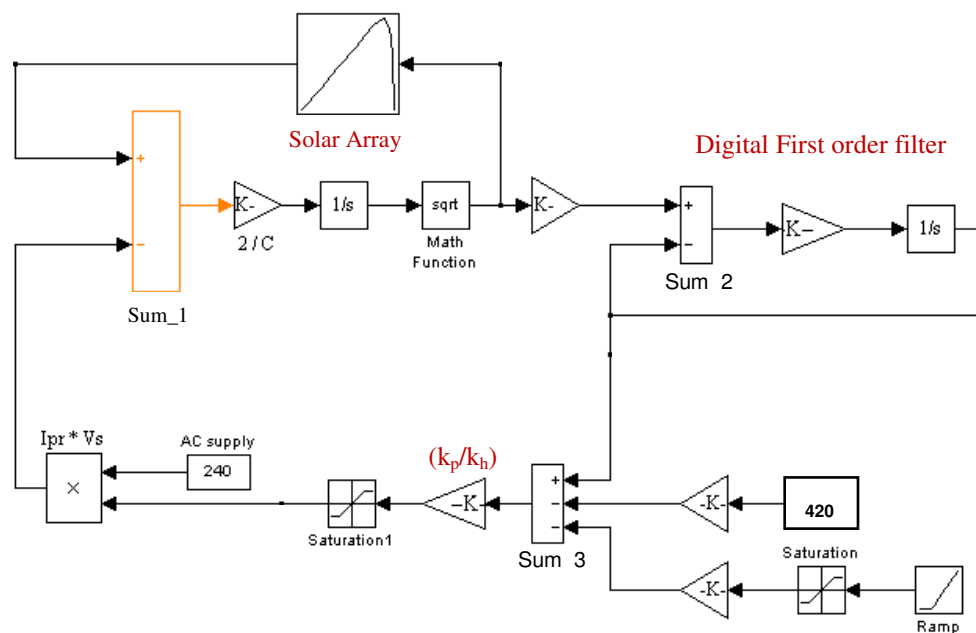 Solar Array
Digital First order filter
+
−
K-
2 / C
1/s
sqrt
Math
Function
K-
+
−
K−
1/s
Sum_1
Sum 2
Ipr * Vs
×
AC supply
240
(kp/kh)
−K-
Saturation1
+
−
−
Sum 3
-K-
420
-K-
Saturation
Ramp